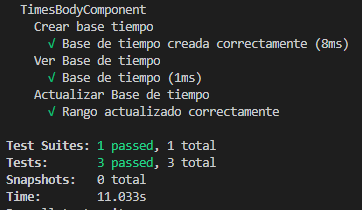 TimesBodyComponent
Crear base tiempo
√ Base de tiempo creada correctamente (8ms)
Ver Base de tiempo
√ Base de tiempo (1ms)
Actualizar Base de tiempo
√ Rango actualizado correctamente
Test Suites: 1 passed, 1 total
Tests: 3 passed, 3 total
Snapshots: 0 total
Time: 11.033s